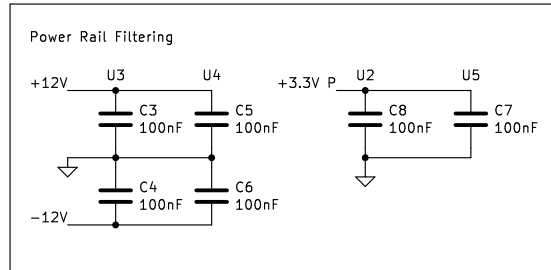 Power Rail Filtering
+12V U3 U4 +3.3V P U2 U5
C3 C5 C8 C7
100nF 100nF 100nF 100nF
C4 C6
100nF 100nF
-12V